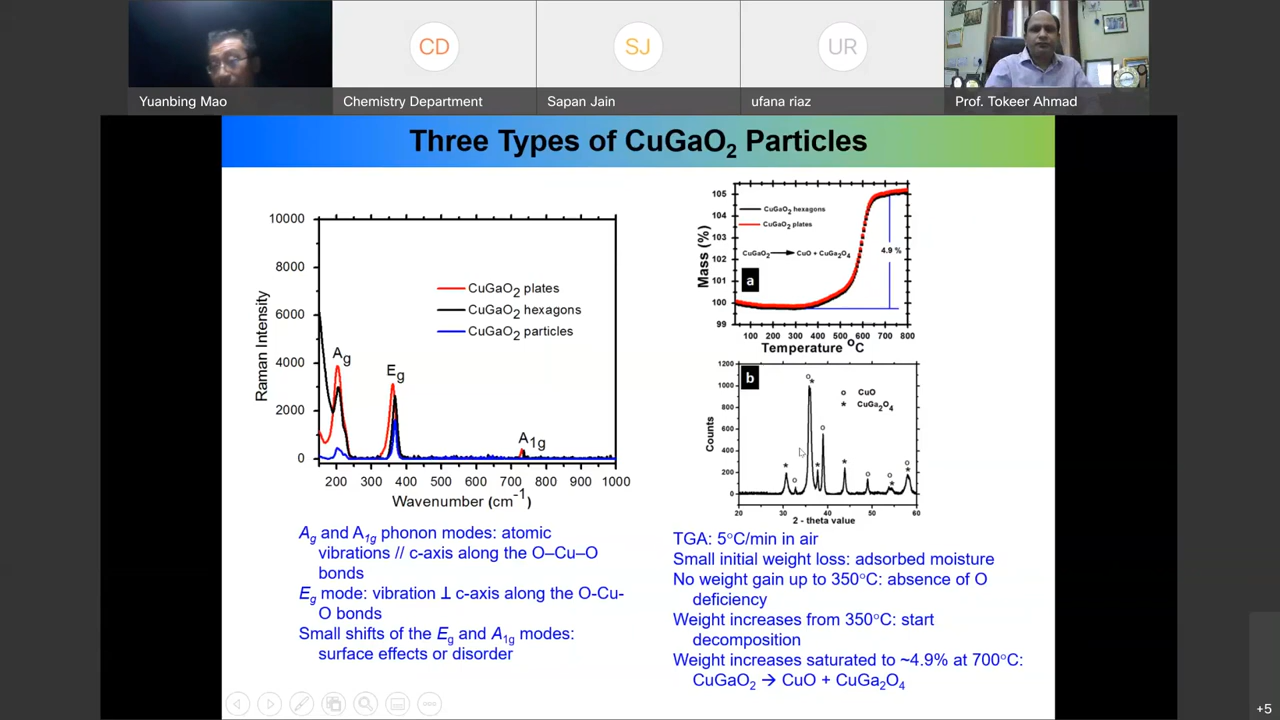 CD
SJ
UR
Yuanbing Mao
Chemistry Department
Sapan Jain
ufana riaz
Prof. Tokeer Ahmad
Three Types of CuGaO₂ Particles
10000
8000
6000
4000
2000
0
Raman Intensity
CuGaO₂ plates
CuGaO₂ hexagons
CuGaO₂ particles
Ag
Eg
A1g
200 300 400 500 600 700 800 900 1000
Wavenumber (cm⁻¹)
Ag and A1g phonon modes: atomic
vibrations // c-axis along the O–Cu–O
bonds
Eg mode: vibration ⊥ c-axis along the O-Cu-
O bonds
Small shifts of the Eg and A1g modes:
surface effects or disorder
105
104
103
102
101
100
99
Mass (%)
CuGaO₂ hexagons
CuGaO₂ plates
CuGaO₂ → CuO + CuGa₂O₄
4.9 %
a
100 200 300 400 500 600 700 800
Temperature °C
b
1200
1000
800
600
400
200
0
Counts
o CuO
* CuGa₂O₄
20 30 40 50 60
2 - theta value
TGA: 5°C/min in air
Small initial weight loss: adsorbed moisture
No weight gain up to 350°C: absence of O
deficiency
Weight increases from 350°C: start
decomposition
Weight increases saturated to ~4.9% at 700°C:
CuGaO₂ → CuO + CuGa₂O₄
+5